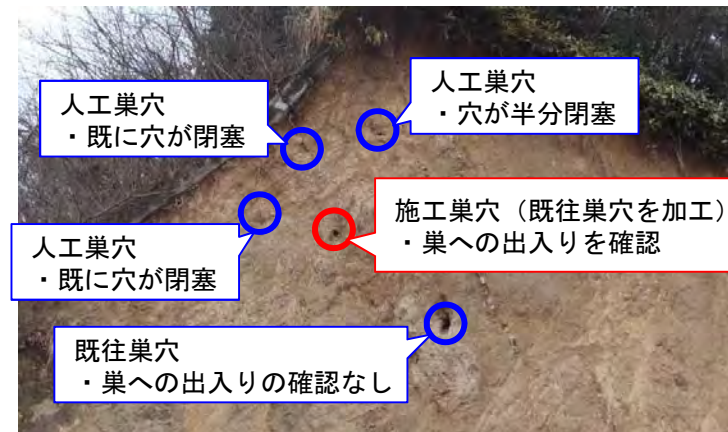 人工巣穴
・既に穴が閉塞
人工巣穴
・穴が半分閉塞
施工巣穴（既往巣穴を加工）
・巣への出入りを確認
人工巣穴
・既に穴が閉塞
既往巣穴
・巣への出入りの確認なし